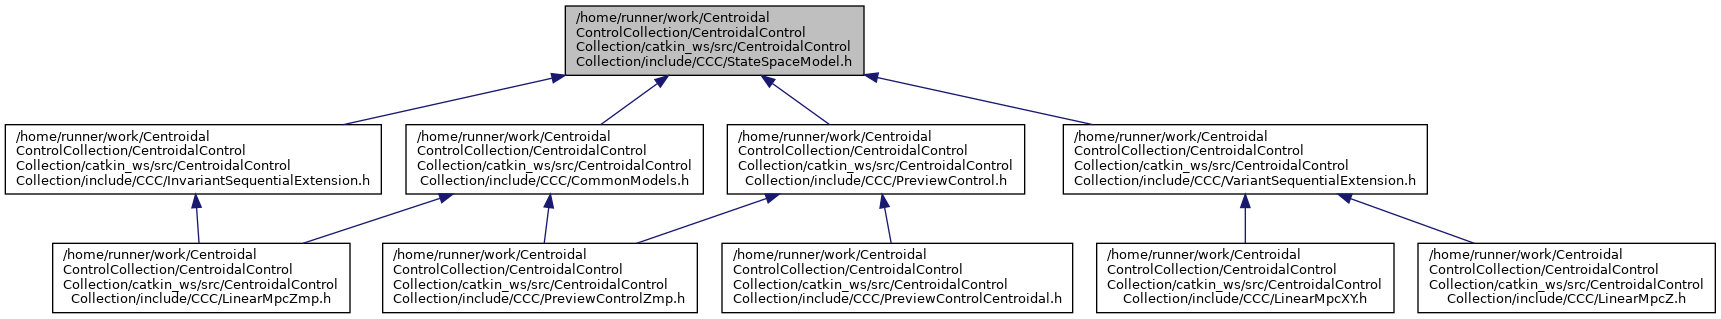 /home/runner/work/Centroidal
ControlCollection/CentroidalControl
Collection/catkin_ws/src/CentroidalControl
Collection/include/CCC/StateSpaceModel.h
/home/runner/work/Centroidal
ControlCollection/CentroidalControl
Collection/catkin_ws/src/CentroidalControl
Collection/include/CCC/InvariantSequentialExtension.h
/home/runner/work/Centroidal
ControlCollection/CentroidalControl
Collection/catkin_ws/src/CentroidalControl
Collection/include/CCC/CommonModels.h
/home/runner/work/Centroidal
ControlCollection/CentroidalControl
Collection/catkin_ws/src/CentroidalControl
Collection/include/CCC/PreviewControl.h
/home/runner/work/Centroidal
ControlCollection/CentroidalControl
Collection/catkin_ws/src/CentroidalControl
Collection/include/CCC/VariantSequentialExtension.h
/home/runner/work/Centroidal
ControlCollection/CentroidalControl
Collection/catkin_ws/src/CentroidalControl
Collection/include/CCC/LinearMpcZmp.h
/home/runner/work/Centroidal
ControlCollection/CentroidalControl
Collection/catkin_ws/src/CentroidalControl
Collection/include/CCC/PreviewControlZmp.h
/home/runner/work/Centroidal
ControlCollection/CentroidalControl
Collection/catkin_ws/src/CentroidalControl
Collection/include/CCC/PreviewControlCentroidal.h
/home/runner/work/Centroidal
ControlCollection/CentroidalControl
Collection/catkin_ws/src/CentroidalControl
Collection/include/CCC/LinearMpcXY.h
/home/runner/work/Centroidal
ControlCollection/CentroidalControl
Collection/catkin_ws/src/CentroidalControl
Collection/include/CCC/LinearMpcZ.h